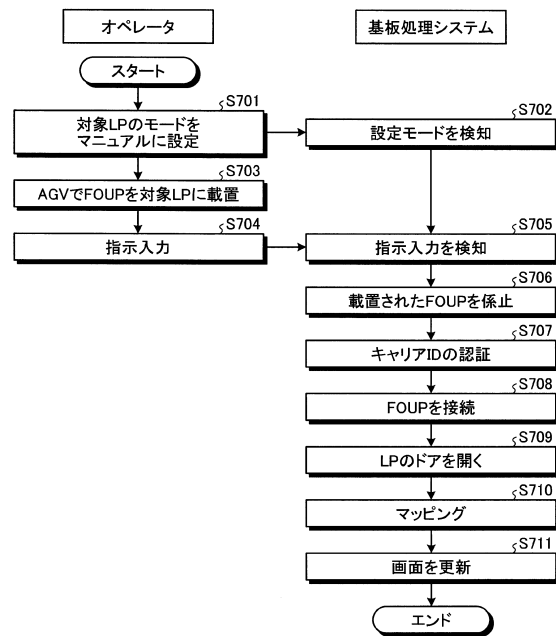 オペレータ
基板処理システム
スタート
S701
対象LPのモードを
マニュアルに設定
S702
設定モードを検知
S703
AGVでFOUPを対象LPに載置
S704
指示入力
S705
指示入力を検知
S706
載置されたFOUPを係止
S707
キャリアIDの認証
S708
FOUPを接続
S709
LPのドアを開く
S710
マッピング
S711
画面を更新
エンド